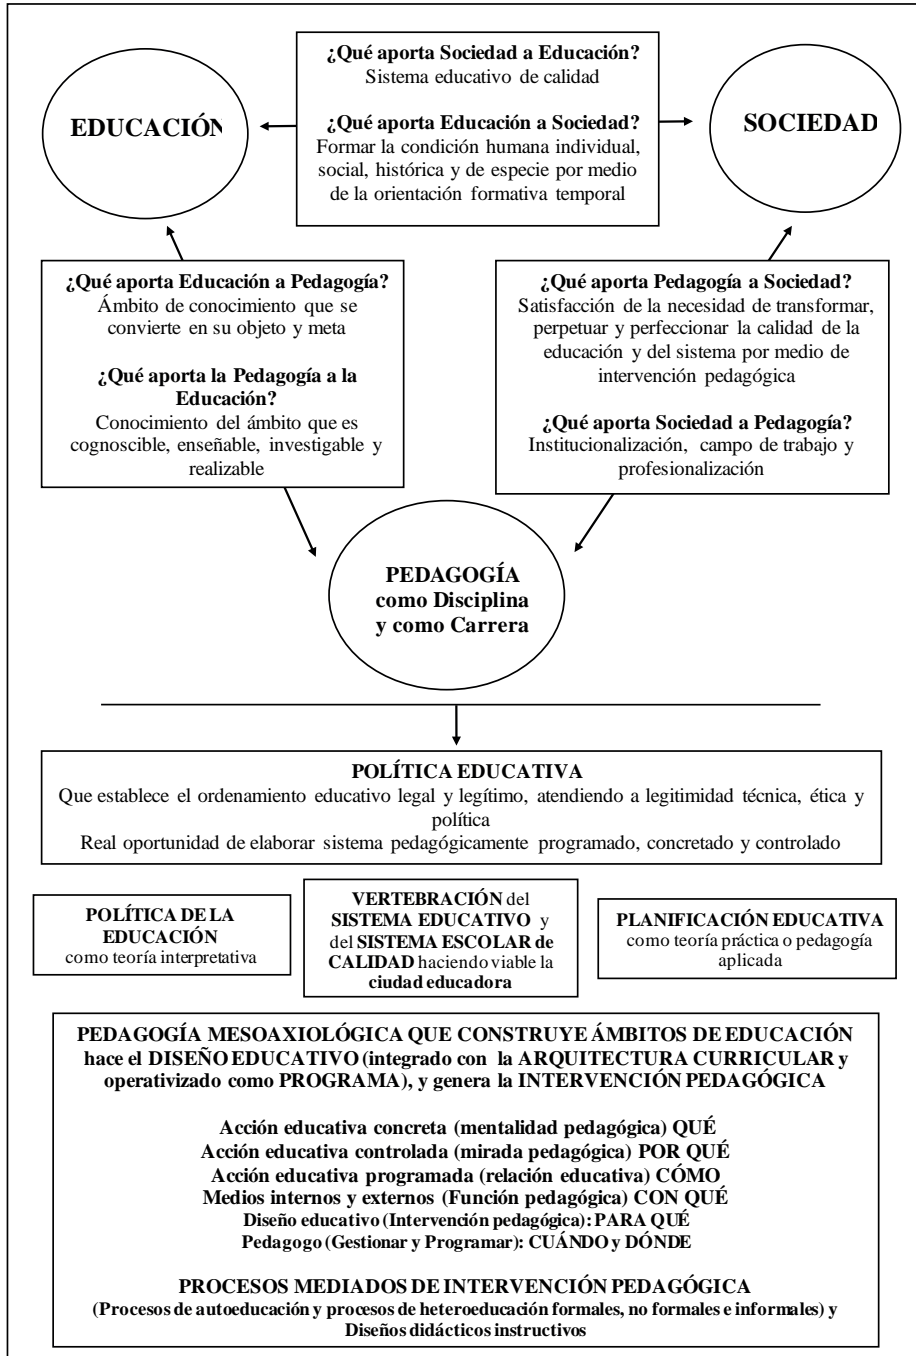 ¿Qué aporta Sociedad a Educación?
Sistema educativo de calidad
¿Qué aporta Educación a Sociedad?
Formar la condición humana individual,
social, histórica y de especie por medio
de la orientación formativa temporal
EDUCACIÓN
SOCIEDAD
¿Qué aporta Educación a Pedagogía?
Ámbito de conocimiento que se
convierte en su objeto y meta
¿Qué aporta la Pedagogía a la
Educación?
Conocimiento del ámbito que es
cognoscible, enseñable, investigable y
realizable
¿Qué aporta Pedagogía a Sociedad?
Satisfacción de la necesidad de transformar,
perpetuar y perfeccionar la calidad de la
educación y del sistema por medio de
intervención pedagógica
¿Qué aporta Sociedad a Pedagogía?
Institucionalización, campo de trabajo y
profesionalización
PEDAGOGÍA
como Disciplina
y como Carrera
POLÍTICA EDUCATIVA
Que establece el ordenamiento educativo legal y legítimo, atendiendo a legitimidad técnica, ética y
política
Real oportunidad de elaborar sistema pedagógicamente programado, concretado y controlado
POLÍTICA DE LA
EDUCACIÓN
como teoría interpretativa
VERTEBRACIÓN del
SISTEMA EDUCATIVO y
del SISTEMA ESCOLAR de
CALIDAD haciendo viable la
ciudad educadora
PLANIFICACIÓN EDUCATIVA
como teoría práctica o pedagogía
aplicada
PEDAGOGÍA MESOAXIOLÓGICA QUE CONSTRUYE ÁMBITOS DE EDUCACIÓN
hace el DISEÑO EDUCATIVO (integrado con la ARQUITECTURA CURRICULAR y
operativizado como PROGRAMA), y genera la INTERVENCIÓN PEDAGÓGICA
Acción educativa concreta (mentalidad pedagógica) QUÉ
Acción educativa controlada (mirada pedagógica) POR QUÉ
Acción educativa programada (relación educativa) CÓMO
Medios internos y externos (Función pedagógica) CON QUÉ
Diseño educativo (Intervención pedagógica): PARA QUÉ
Pedagogo (Gestionar y Programar): CUÁNDO y DÓNDE
PROCESOS MEDIADOS DE INTERVENCIÓN PEDAGÓGICA
(Procesos de autoeducación y procesos de heteroeducación formales, no formales e informales) y
Diseños didácticos instructivos